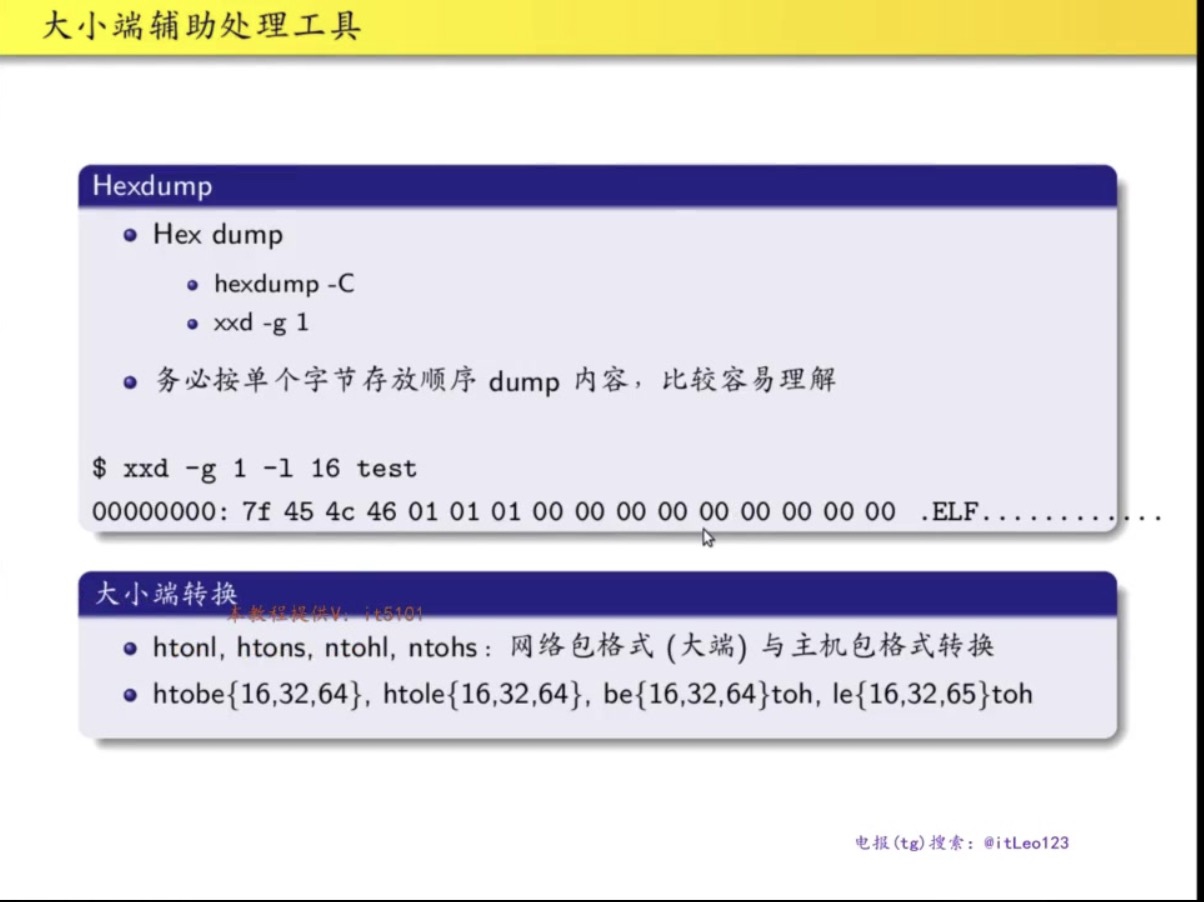 大小端辅助处理工具
Hexdump
Hex dump
hexdump -C
xxd -g 1
务必按单个字节存放顺序 dump 内容，比较容易理解
$ xxd -g 1 -l 16 test
00000000: 7f 45 4c 46 01 01 01 00 00 00 00 00 00 00 00 00 .ELF............
大小端转换
本教程提供V: it5101
htonl, htons, ntohl, ntohs：网络包格式 (大端) 与主机包格式转换
htobe{16,32,64}, htole{16,32,64}, be{16,32,64}toh, le{16,32,65}toh
电报(tg)搜索: @itLeo123